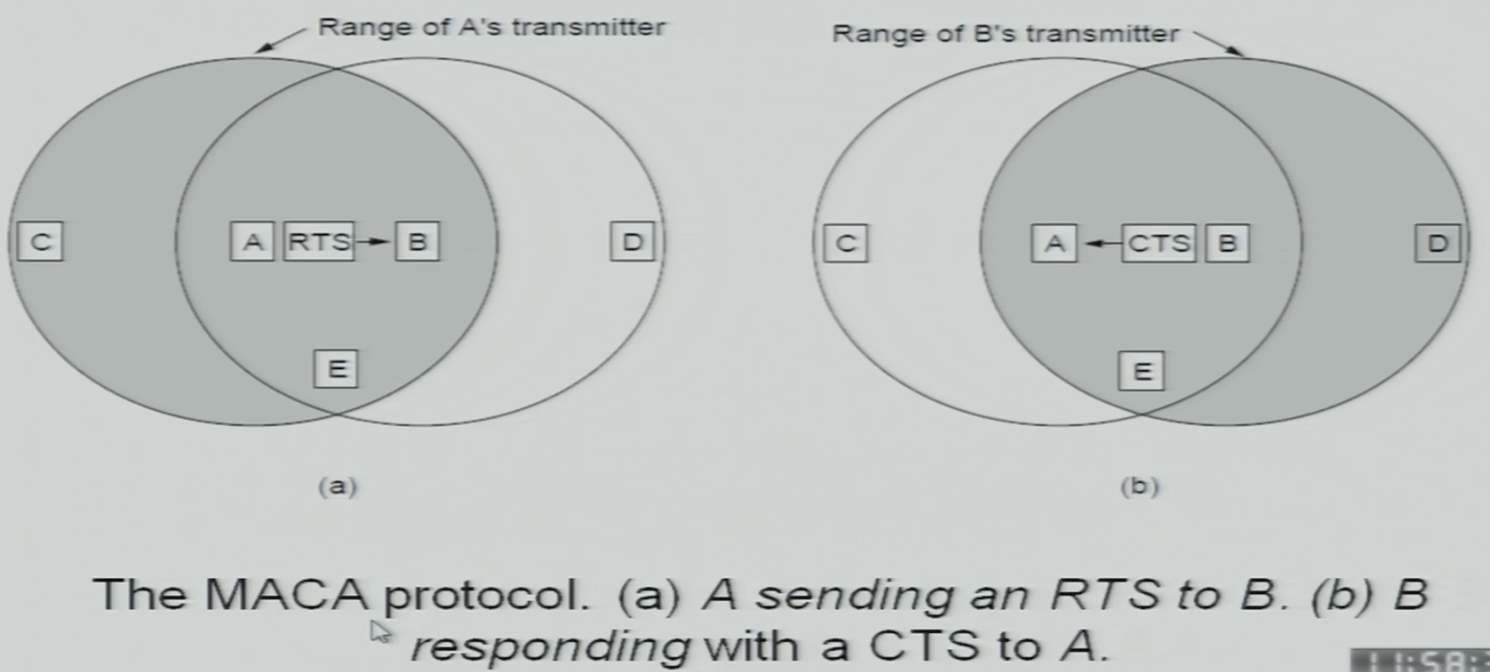 Range of A's transmitter
Range of B's transmitter
C A RTS B D
C A CTS B D
E
E
(a)
(b)
The MACA protocol. (a) A sending an RTS to B. (b) B
responding with a CTS to A.